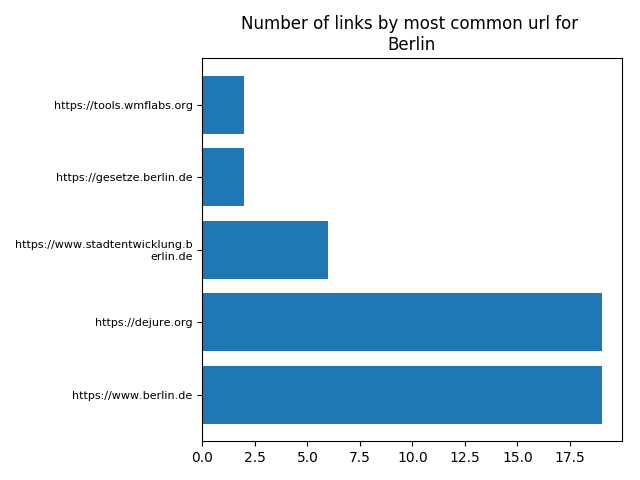 Number of links by most common url for
Berlin
https://tools.wmflabs.org
https://gesetze.berlin.de
https://www.stadtentwicklung.b
erlin.de
https://dejure.org
https://www.berlin.de
0.0 2.5 5.0 7.5 10.0 12.5 15.0 17.5